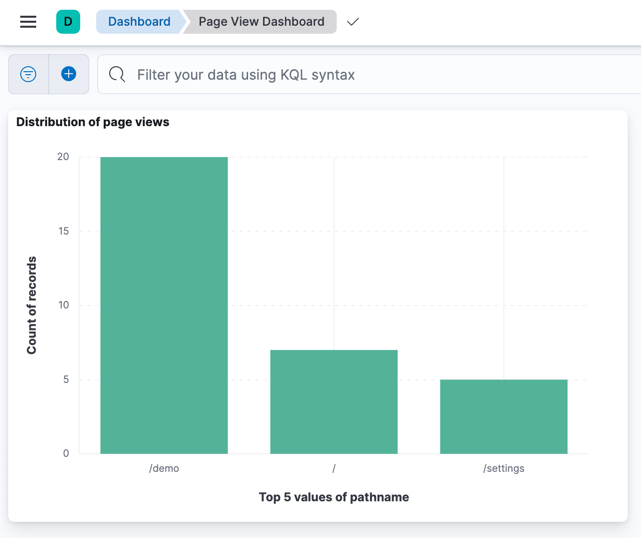 D
Dashboard
Page View Dashboard
Filter your data using KQL syntax
Distribution of page views
20
15
10
5
0
Count of records
/demo
/
/settings
Top 5 values of pathname